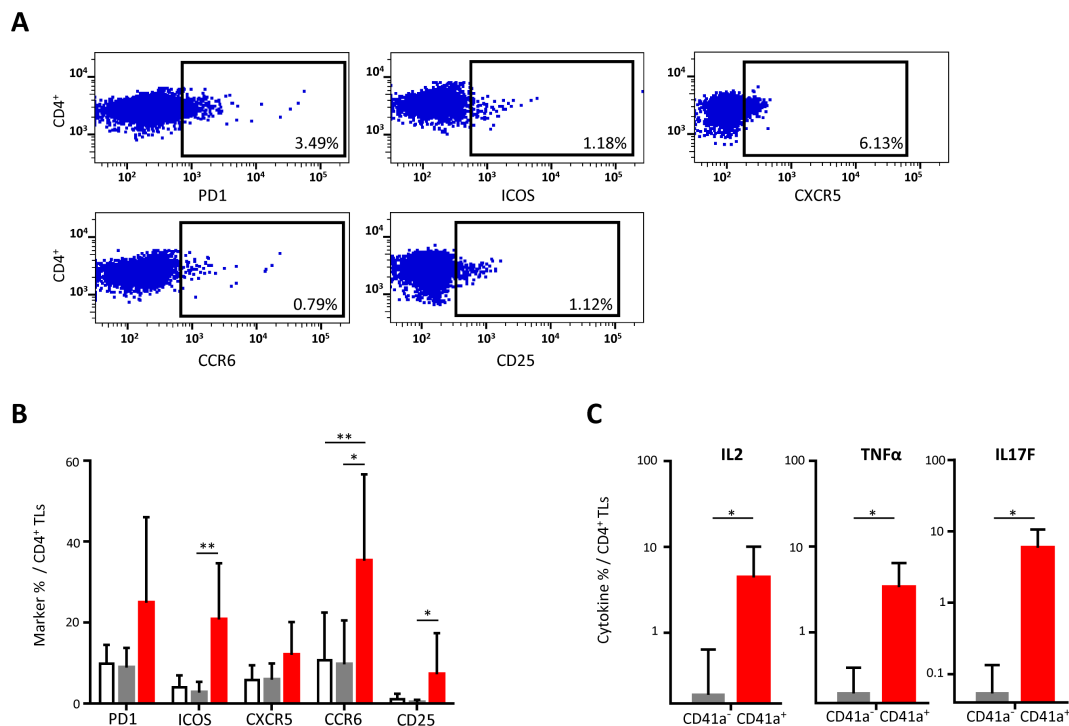 A
CD4⁺
10⁴
10³
3.49%
10² 10³ 10⁴ 10⁵
PD1
1.18%
10² 10³ 10⁴ 10⁵
ICOS
10⁴
10³
6.13%
10² 10³ 10⁴ 10⁵
CXCR5
CD4⁺
10⁴
10³
0.79%
10² 10³ 10⁴ 10⁵
CCR6
10⁴
10³
1.12%
10² 10³ 10⁴ 10⁵
CD25
B
Marker % / CD4⁺ TLs
60
40
20
0
**
**
*
*
PD1 ICOS CXCR5 CCR6 CD25
C
Cytokine % / CD4⁺ TLs
IL2
100
10
1
*
CD41a⁻ CD41a⁺
TNFα
100
10
1
*
CD41a⁻ CD41a⁺
IL17F
100
10
1
0.1
*
CD41a⁻ CD41a⁺